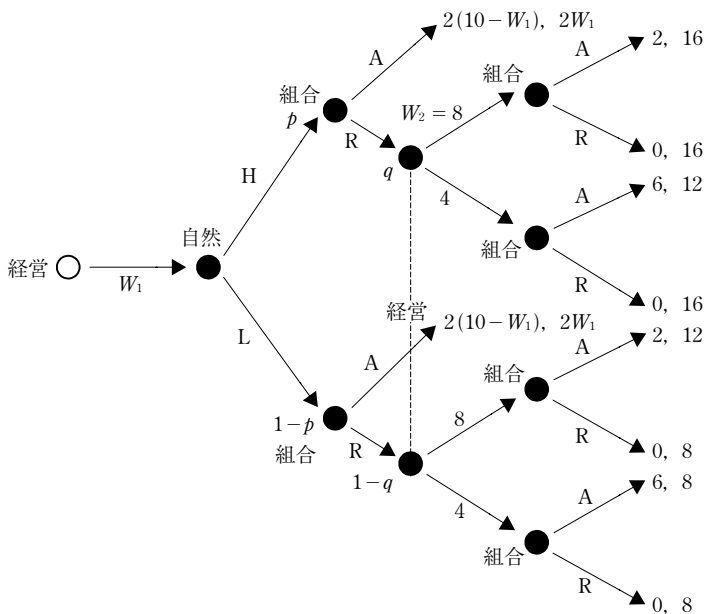 2(10−W₁), 2W₁
A
組合
p
R
W₂ = 8
組合
A
2, 16
R
0, 16
q
4
組合
A
6, 12
R
0, 16
H
自然
経営
W₁
L
経営
2(10−W₁), 2W₁
A
1−p
組合
R
8
組合
A
2, 12
R
0, 8
1−q
4
組合
A
6, 8
R
0, 8